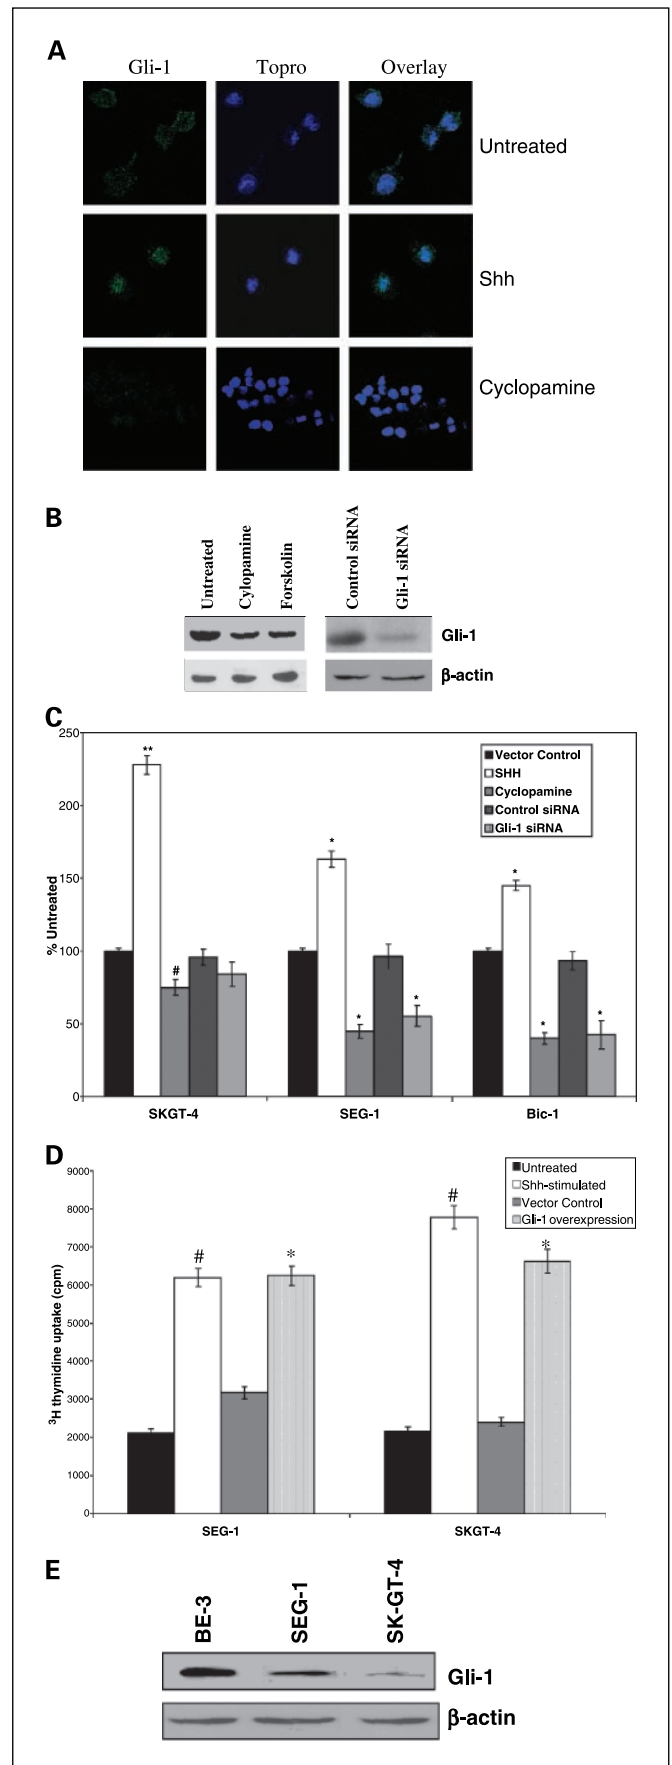 A
Gli-1 Topro Overlay
Untreated
Shh
Cyclopamine
B
Untreated
Cylopamine
Forskolin
Control siRNA
Gli-1 siRNA
Gli-1
β-actin
C
250
200
150
100
50
0
% Untreated
** # * * * * * *
Vector Control
SHH
Cyclopamine
Control siRNA
Gli-1 siRNA
SKGT-4 SEG-1 Bic-1
D
9000
8000
7000
6000
5000
4000
3000
2000
1000
0
³H thymidine uptake (cpm)
# * # *
Untreated
Shh-stimulated
Vector Control
Gli-1 overexpression
SEG-1 SKGT-4
E
BE-3
SEG-1
SK-GT-4
Gli-1
β-actin